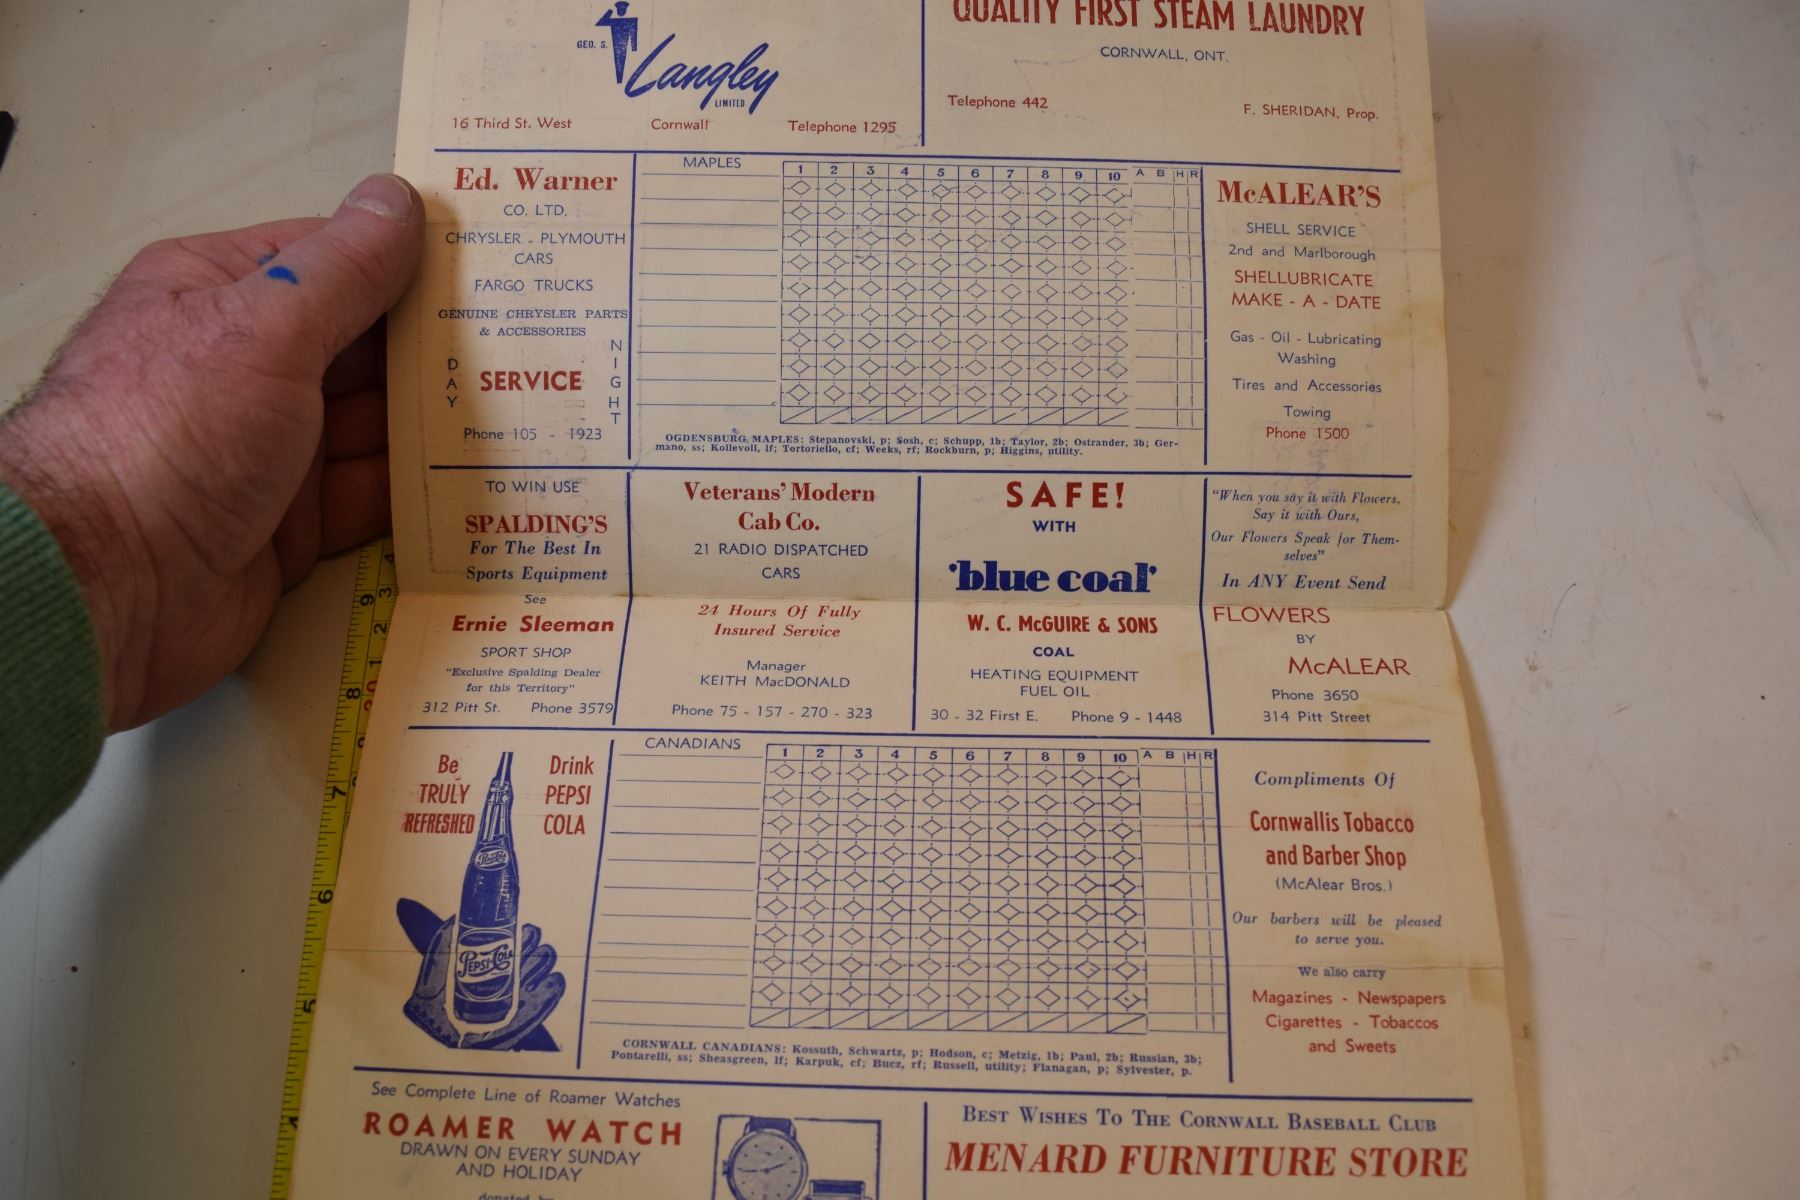 GEO. S.
Langley
LIMITED
16 Third St. West Cornwall Telephone 1295
QUALITY FIRST STEAM LAUNDRY
CORNWALL, ONT.
Telephone 442
F. SHERIDAN, Prop.
Ed. Warner
CO. LTD.
CHRYSLER - PLYMOUTH
CARS
FARGO TRUCKS
GENUINE CHRYSLER PARTS
& ACCESSORIES
DAY
SERVICE
NIGHT
Phone 105 - 1923
MAPLES
1 2 3 4 5 6 7 8 9 10 A B H R
OGDENSBURG MAPLES: Stepanovski, p; Sosh, c; Schupp, 1b; Taylor, 2b; Ostrander, 3b; Ger-
mano, ss; Kollevoll, lf; Tortoriello, cf; Weeks, rf; Rockburn, p; Higgins, utility.
McALEAR'S
SHELL SERVICE
2nd and Marlborough
SHELLUBRICATE
MAKE - A - DATE
Gas - Oil - Lubricating
Washing
Tires and Accessories
Towing
Phone 1500
TO WIN USE
SPALDING'S
For The Best In
Sports Equipment
See
Ernie Sleeman
SPORT SHOP
"Exclusive Spalding Dealer
for this Territory"
312 Pitt St. Phone 3579
Veterans' Modern
Cab Co.
21 RADIO DISPATCHED
CARS
24 Hours Of Fully
Insured Service
Manager
KEITH MacDONALD
Phone 75 - 157 - 270 - 323
SAFE!
WITH
'blue coal'
W. C. McGUIRE & SONS
COAL
HEATING EQUIPMENT
FUEL OIL
30 - 32 First E. Phone 9 - 1448
"When you say it with Flowers,
Say it with Ours,
Our Flowers Speak for Them-
selves"
In ANY Event Send
FLOWERS
BY
McALEAR
Phone 3650
314 Pitt Street
Be
TRULY
REFRESHED
Drink
PEPSI
COLA
Pepsi-Cola
CANADIANS
1 2 3 4 5 6 7 8 9 10 A B H R
CORNWALL CANADIANS: Kossuth, Schwartz, p; Hodson, c; Metzig, 1b; Paul, 2b; Russian, 3b;
Pontarelli, ss; Sheasgreen, lf; Karpuk, cf; Bucz, rf; Russell, utility; Flanagan, p; Sylvester, p.
Compliments Of
Cornwallis Tobacco
and Barber Shop
(McAlear Bros.)
Our barbers will be pleased
to serve you.
We also carry
Magazines - Newspapers
Cigarettes - Tobaccos
and Sweets
See Complete Line of Roamer Watches
ROAMER WATCH
DRAWN ON EVERY SUNDAY
AND HOLIDAY
donated by
BEST WISHES TO THE CORNWALL BASEBALL CLUB
MENARD FURNITURE STORE